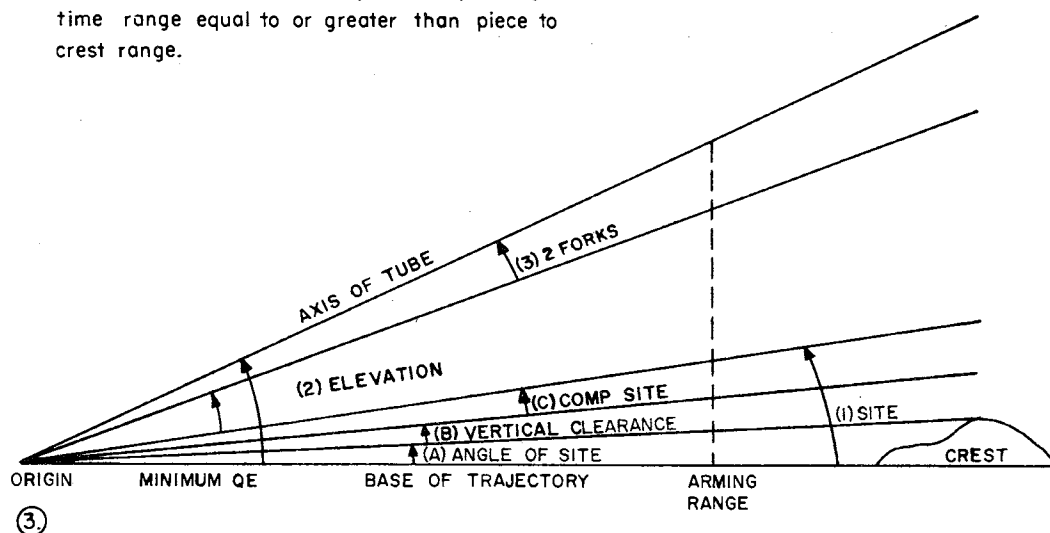 time range equal to or greater than piece to
crest range.
AXIS OF TUBE
(3) 2 FORKS
(2) ELEVATION
(C) COMP SITE
(1) SITE
(B) VERTICAL CLEARANCE
(A) ANGLE OF SITE
CREST
ORIGIN MINIMUM QE BASE OF TRAJECTORY ARMING
RANGE
3.